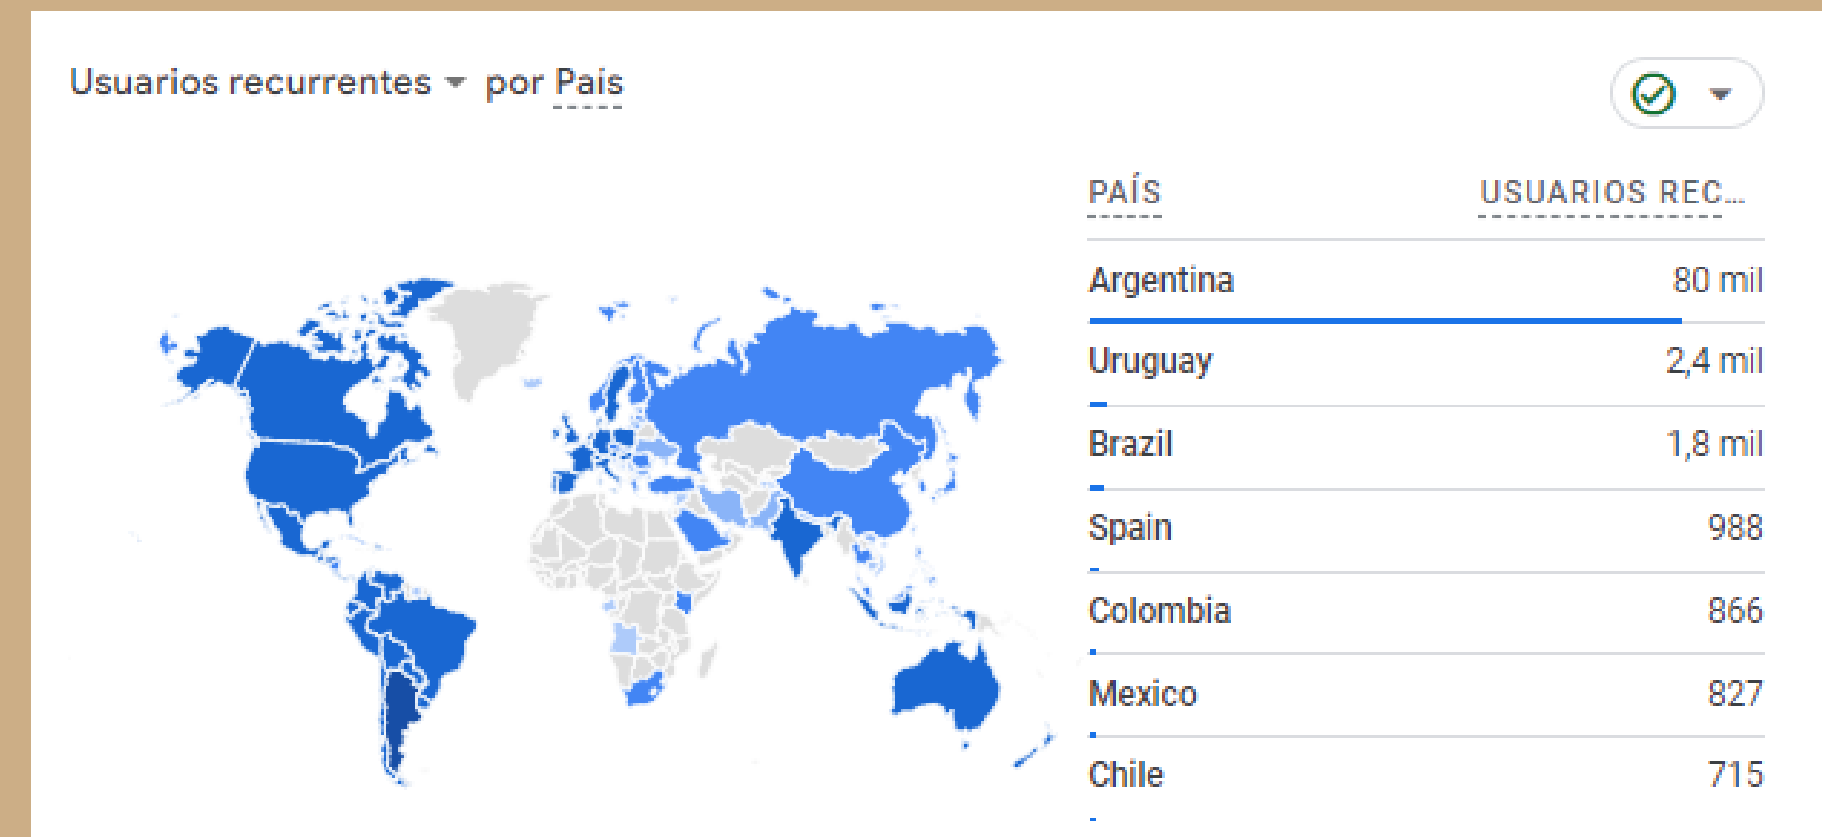 Usuarios recurrentes por País
PAÍS USUARIOS REC...
Argentina 80 mil
Uruguay 2,4 mil
Brazil 1,8 mil
Spain 988
Colombia 866
Mexico 827
Chile 715